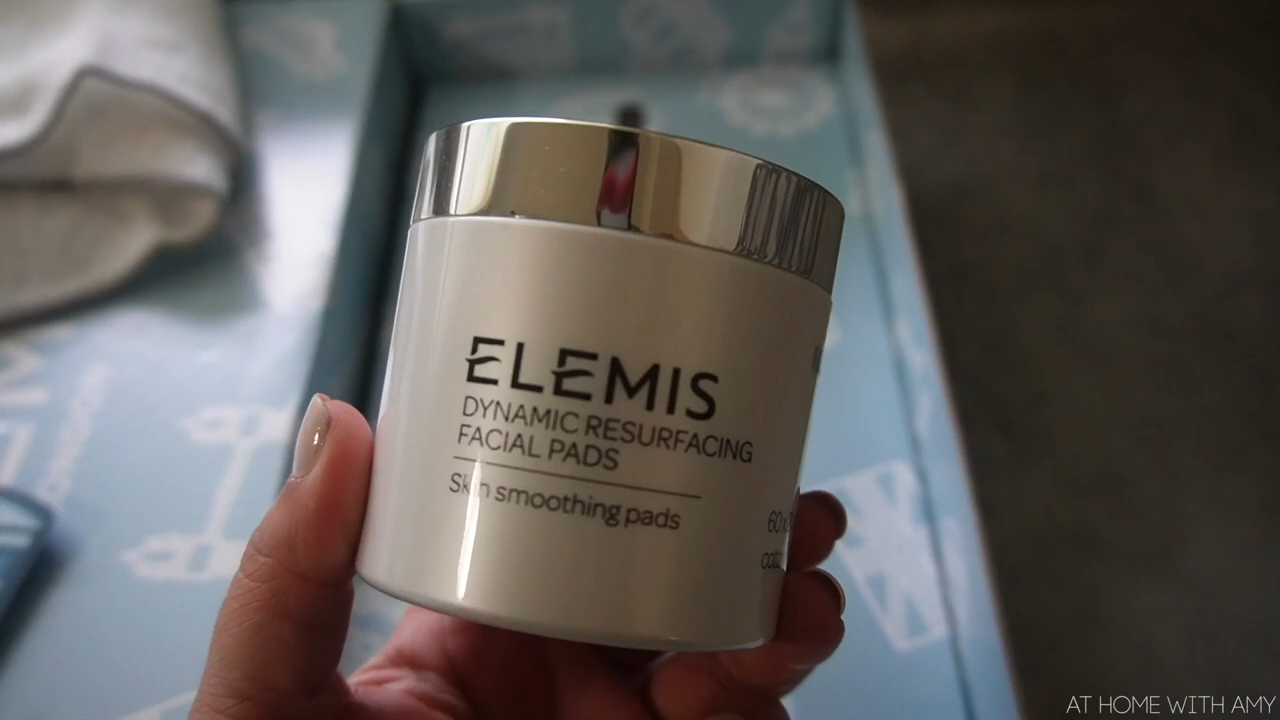 ELEMIS
DYNAMIC RESURFACING
FACIAL PADS
Skin smoothing pads
AT HOME WITH AMY